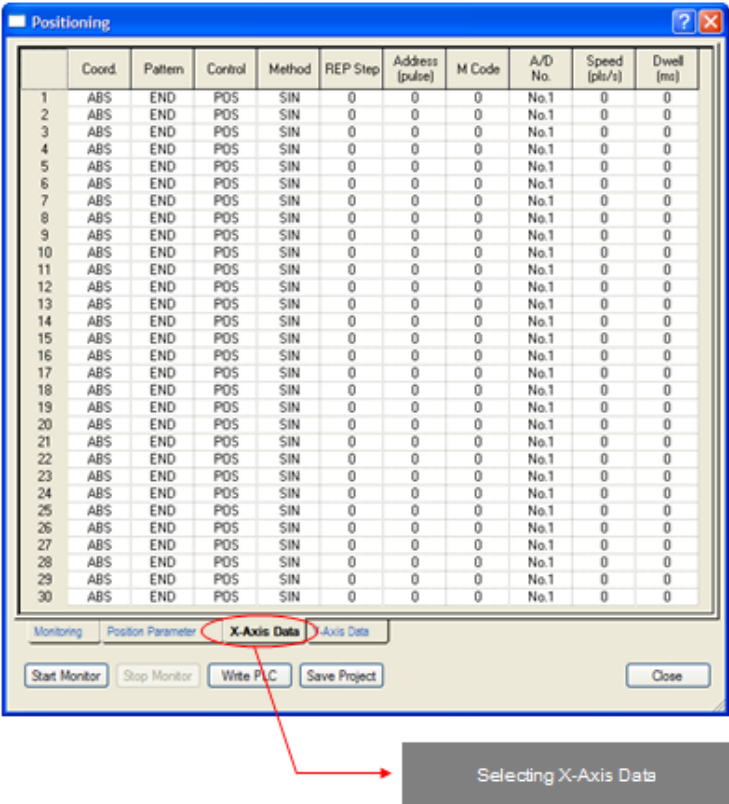 Positioning
Coord. Pattern Control Method REP Step Address (pulse) M Code A/D No. Speed (pls/s) Dwell (ms)
1 ABS END POS SIN 0 0 0 No.1 0 0
2 ABS END POS SIN 0 0 0 No.1 0 0
3 ABS END POS SIN 0 0 0 No.1 0 0
4 ABS END POS SIN 0 0 0 No.1 0 0
5 ABS END POS SIN 0 0 0 No.1 0 0
6 ABS END POS SIN 0 0 0 No.1 0 0
7 ABS END POS SIN 0 0 0 No.1 0 0
8 ABS END POS SIN 0 0 0 No.1 0 0
9 ABS END POS SIN 0 0 0 No.1 0 0
10 ABS END POS SIN 0 0 0 No.1 0 0
11 ABS END POS SIN 0 0 0 No.1 0 0
12 ABS END POS SIN 0 0 0 No.1 0 0
13 ABS END POS SIN 0 0 0 No.1 0 0
14 ABS END POS SIN 0 0 0 No.1 0 0
15 ABS END POS SIN 0 0 0 No.1 0 0
16 ABS END POS SIN 0 0 0 No.1 0 0
17 ABS END POS SIN 0 0 0 No.1 0 0
18 ABS END POS SIN 0 0 0 No.1 0 0
19 ABS END POS SIN 0 0 0 No.1 0 0
20 ABS END POS SIN 0 0 0 No.1 0 0
21 ABS END POS SIN 0 0 0 No.1 0 0
22 ABS END POS SIN 0 0 0 No.1 0 0
23 ABS END POS SIN 0 0 0 No.1 0 0
24 ABS END POS SIN 0 0 0 No.1 0 0
25 ABS END POS SIN 0 0 0 No.1 0 0
26 ABS END POS SIN 0 0 0 No.1 0 0
27 ABS END POS SIN 0 0 0 No.1 0 0
28 ABS END POS SIN 0 0 0 No.1 0 0
29 ABS END POS SIN 0 0 0 No.1 0 0
30 ABS END POS SIN 0 0 0 No.1 0 0
Monitoring Position Parameter X-Axis Data -Axis Data
Start Monitor Stop Monitor Write PLC Save Project Close
Selecting X-Axis Data